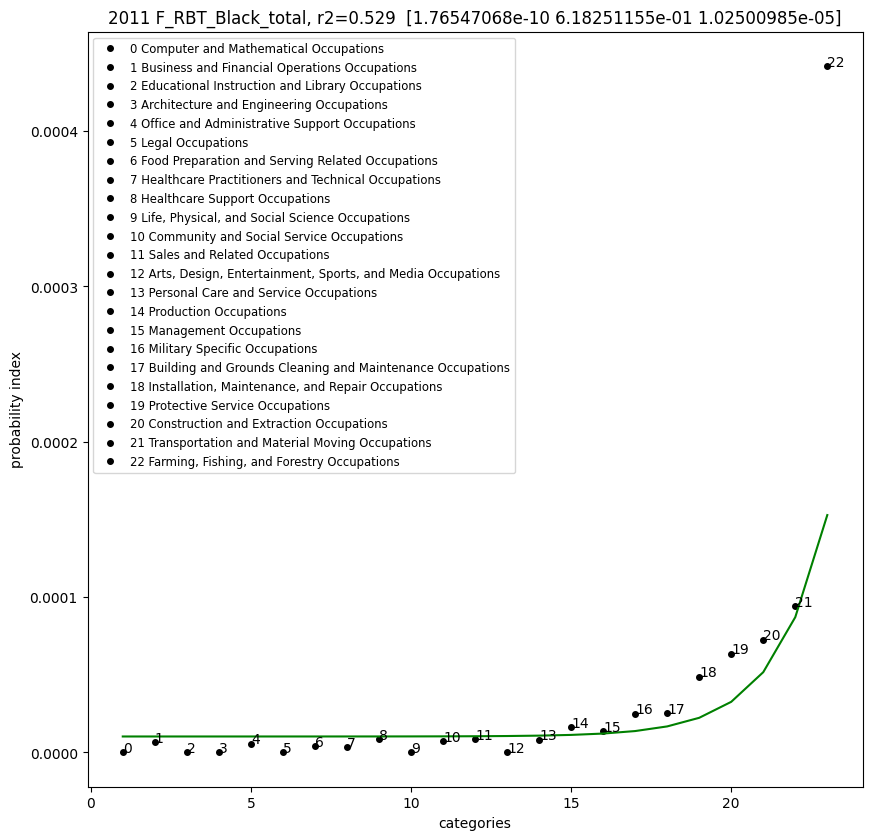 2011 F_RBT_Black_total, r2=0.529  [1.76547068e-10 6.18251155e-01 1.02500985e-05]
0 Computer and Mathematical Occupations
1 Business and Financial Operations Occupations
2 Educational Instruction and Library Occupations
3 Architecture and Engineering Occupations
4 Office and Administrative Support Occupations
5 Legal Occupations
6 Food Preparation and Serving Related Occupations
7 Healthcare Practitioners and Technical Occupations
8 Healthcare Support Occupations
9 Life, Physical, and Social Science Occupations
10 Community and Social Service Occupations
11 Sales and Related Occupations
12 Arts, Design, Entertainment, Sports, and Media Occupations
13 Personal Care and Service Occupations
14 Production Occupations
15 Management Occupations
16 Military Specific Occupations
17 Building and Grounds Cleaning and Maintenance Occupations
18 Installation, Maintenance, and Repair Occupations
19 Protective Service Occupations
20 Construction and Extraction Occupations
21 Transportation and Material Moving Occupations
22 Farming, Fishing, and Forestry Occupations
probability index
0.0004
0.0003
0.0002
0.0001
0.0000
0
1
2
3
4
5
6
7
8
9
10
11
12
13
14
15
16
17
18
19
20
21
22
0
5
10
15
20
categories